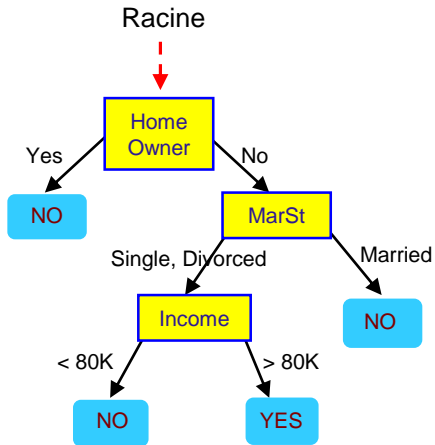 Racine
Home
Owner
Yes
No
NO
MarSt
Single, Divorced
Married
Income
NO
< 80K
> 80K
NO
YES